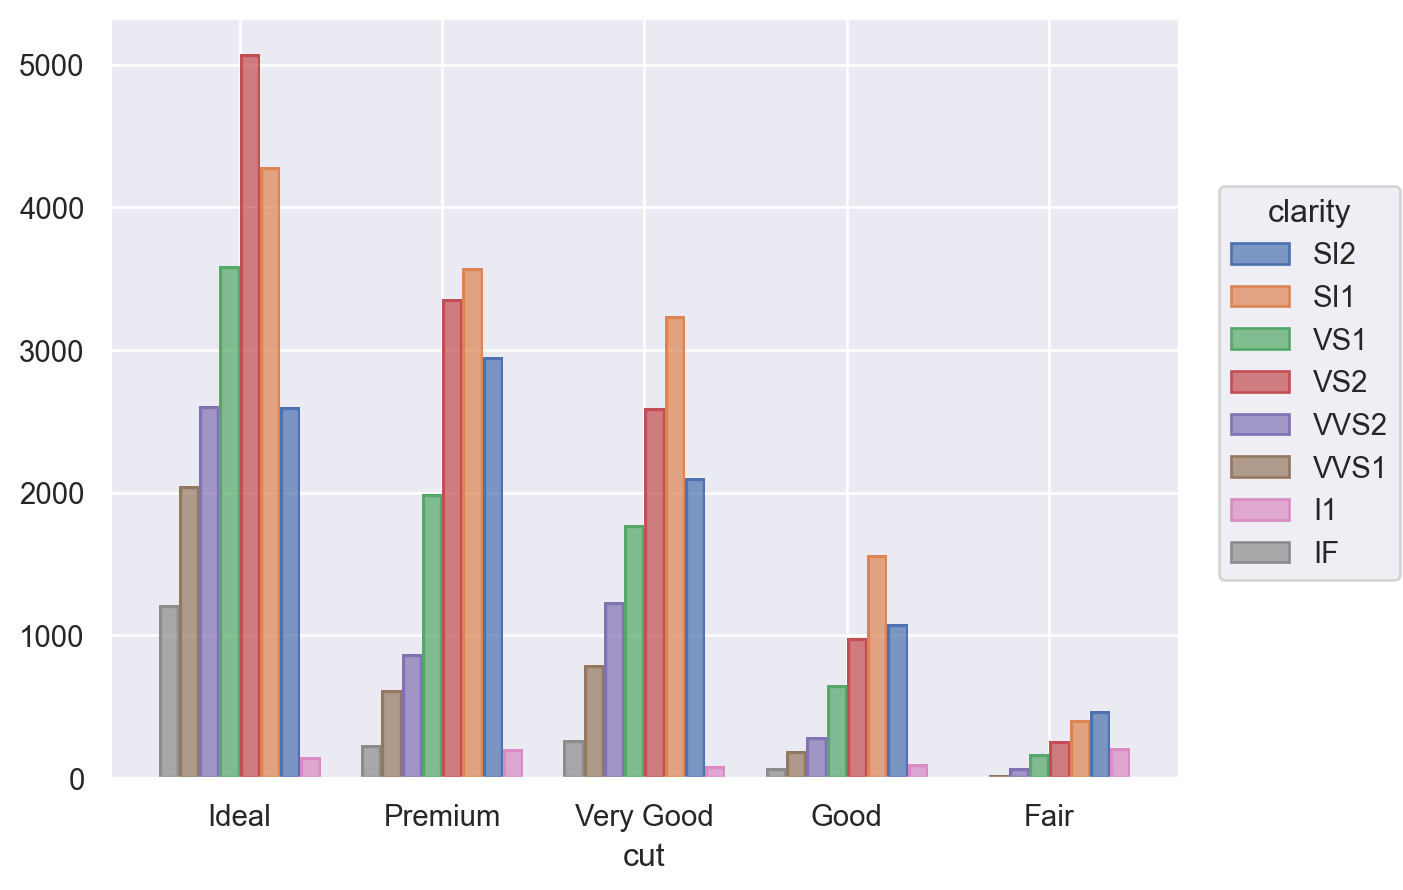 5000
4000
3000
2000
1000
0
Ideal
Premium
Very Good
Good
Fair
cut
clarity
SI2
SI1
VS1
VS2
VVS2
VVS1
I1
IF